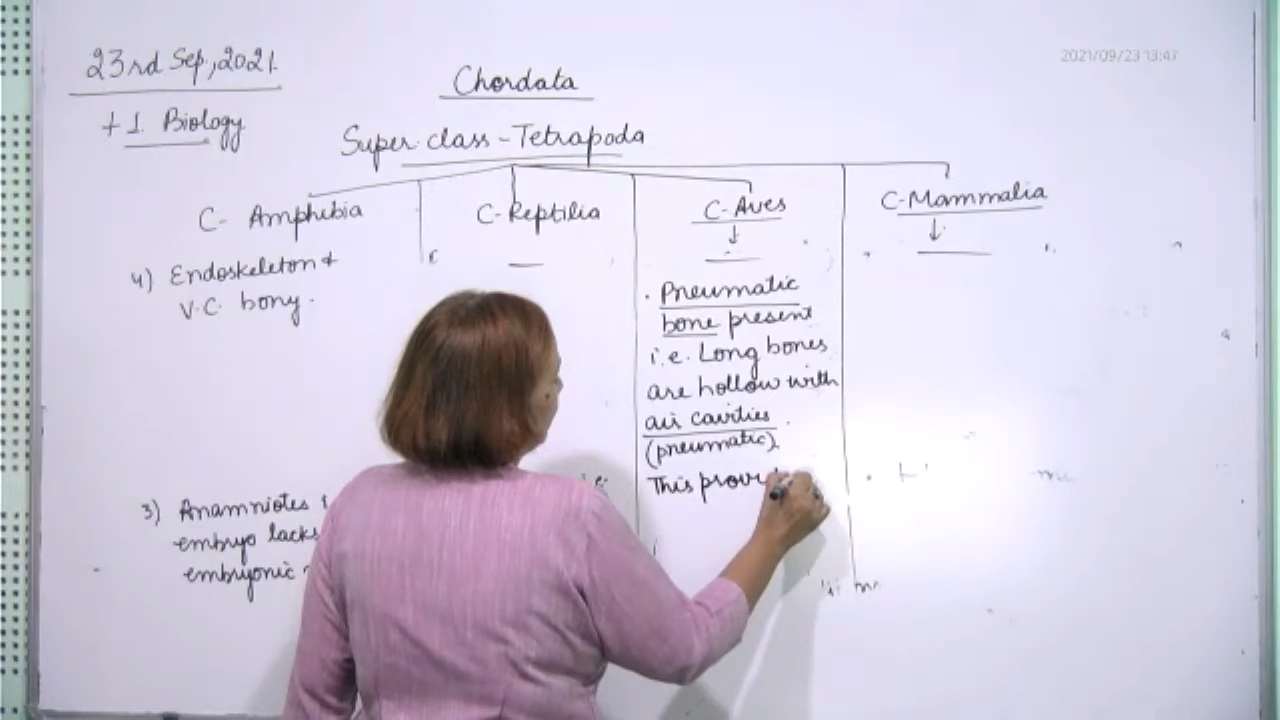 2021/09/23 13:47
23rd Sep, 2021.
+1 Biology
Chordata
Super class - Tetrapoda
C- Amphibia
C-Reptilia
C-Aves
C-Mammalia
4) Endoskeleton &
V.C. bony.
3) Anamniotes
embryo lacks
embryonic
i.e.
. Pneumatic
bone present
i.e. Long bones
are hollow with
air cavities
(pneumatic).
This prov